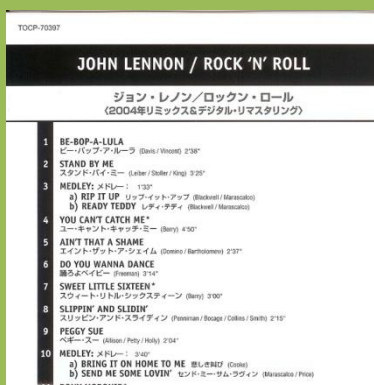 TOCP-70397
JOHN LENNON / ROCK 'N' ROLL
ジョン・レノン／ロックン・ロール
〈2004年リミックス&デジタル・リマスタリング〉
1 BE-BOP-A-LULA
ビー・バップ・ア・ルーラ (Davis / Vincent) 2'38"
2 STAND BY ME
スタンド・バイ・ミー (Leiber / Stoller / King) 3'25"
3 MEDLEY: メドレー： 1'33"
a) RIP IT UP リップ・イット・アップ (Blackwell / Marascalco)
b) READY TEDDY レディ・テディ (Blackwell / Marascalco)
4 YOU CAN'T CATCH ME*
ユー・キャント・キャッチ・ミー (Berry) 4'50"
5 AIN'T THAT A SHAME
エイント・ザット・ア・シェイム (Domino / Bartholomew) 2'37"
6 DO YOU WANNA DANCE
踊ろよベイビー (Freeman) 3'14"
7 SWEET LITTLE SIXTEEN*
スウィート・リトル・シックスティーン (Berry) 3'00"
8 SLIPPIN' AND SLIDIN'
スリッピン・アンド・スライディン (Penniman / Bocage / Collins / Smith) 2'15"
9 PEGGY SUE
ペギー・スー (Allison / Petty / Holly) 2'04"
10 MEDLEY: メドレー： 3'40"
a) BRING IT ON HOME TO ME 悲しき叫び (Cooke)
b) SEND ME SOME LOVIN' センド・ミー・サム・ラヴィン (Marascalco / Price)